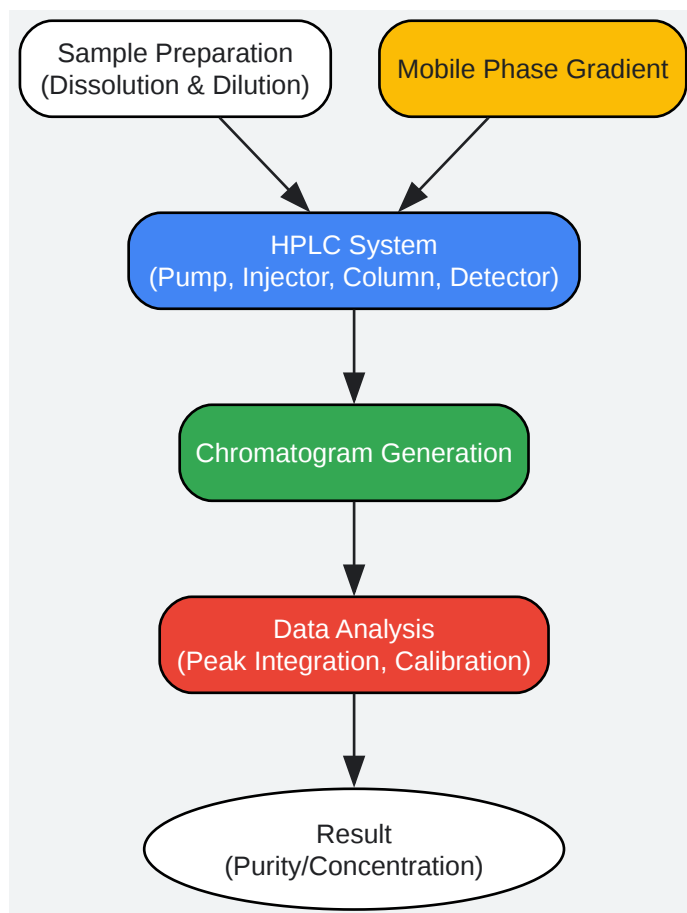 Sample Preparation
(Dissolution & Dilution)
Mobile Phase Gradient
HPLC System
(Pump, Injector, Column, Detector)
Chromatogram Generation
Data Analysis
(Peak Integration, Calibration)
Result
(Purity/Concentration)